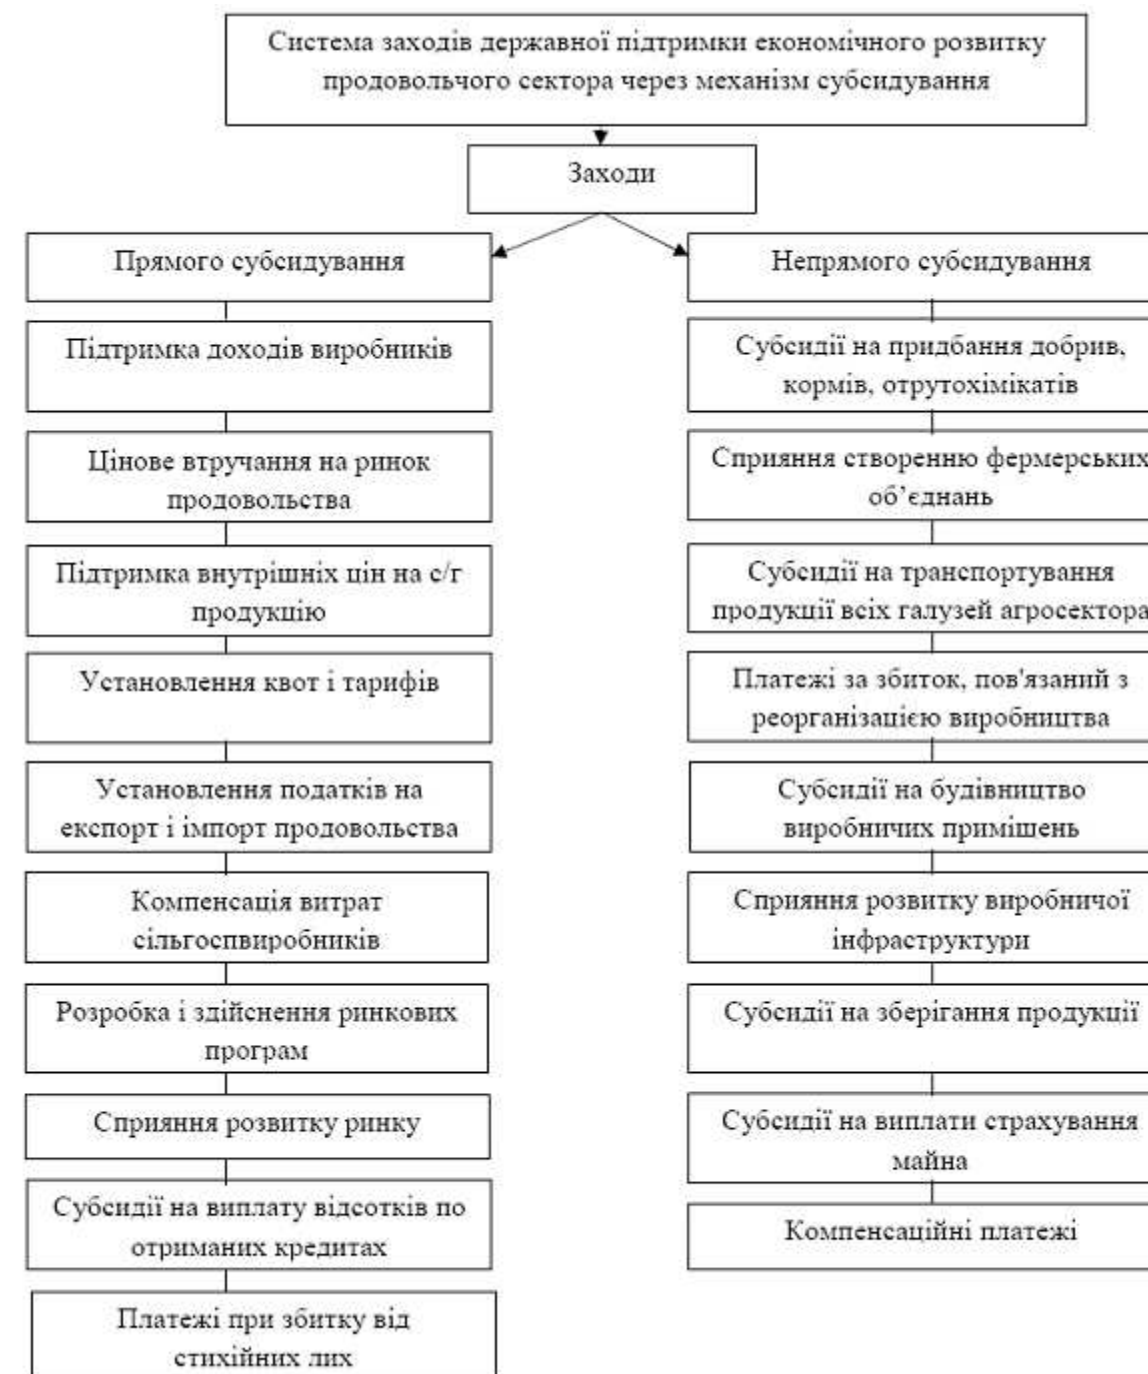 Система заходів державної підтримки економічного розвитку
продовольчого сектора через механізм субсидування
Заходи
Прямого субсидування
Підтримка доходів виробників
Цінове втручання на ринок
продовольства
Підтримка внутрішніх цін на с/г
продукцію
Установлення квот і тарифів
Установлення податків на
експорт і імпорт продовольства
Компенсація витрат
сільгоспвиробників
Розробка і здійснення ринкових
програм
Сприяння розвитку ринку
Субсидії на виплату відсотків по
отриманих кредитах
Платежі при збитку від
стихійних лих
Непрямого субсидування
Субсидії на придбання добрив,
кормів, отрутохімікатів
Сприяння створенню фермерських
об’єднань
Субсидії на транспортування
продукції всіх галузей агросектора
Платежі за збиток, пов'язаний з
реорганізацією виробництва
Субсидії на будівництво
виробничих приміщень
Сприяння розвитку виробничої
інфраструктури
Субсидії на зберігання продукції
Субсидії на виплати страхування
майна
Компенсаційні платежі